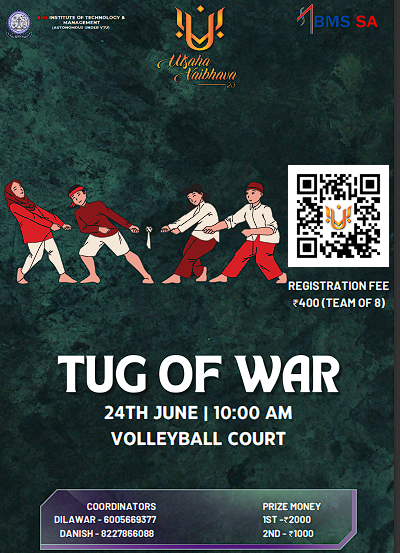 BMS INSTITUTE OF TECHNOLOGY &
MANAGEMENT
(AUTONOMOUS UNDER VTU)
BMS SA
Utsaha
Vaibhava
23
REGISTRATION FEE
₹400 (TEAM OF 8)
TUG OF WAR
24TH JUNE | 10:00 AM
VOLLEYBALL COURT
COORDINATORS
DILAWAR - 6005669377
DANISH - 8227866088
PRIZE MONEY
1ST -₹2000
2ND - ₹1000